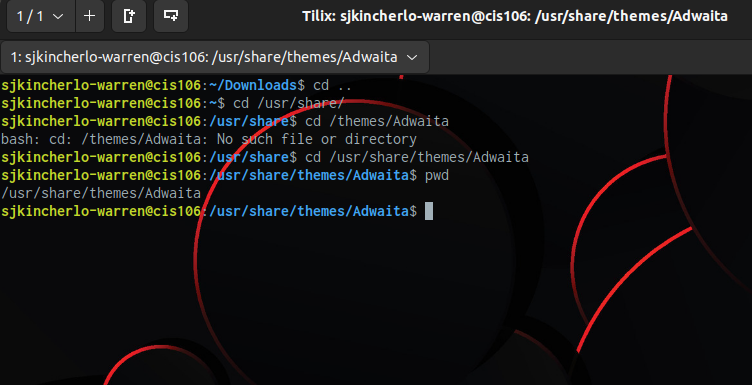 1 / 1
Tilix: sjkincherlo-warren@cis106: /usr/share/themes/Adwaita
1: sjkincherlo-warren@cis106: /usr/share/themes/Adwaita
sjkincherlo-warren@cis106:~/Downloads$ cd ..
sjkincherlo-warren@cis106:~$ cd /usr/share/
sjkincherlo-warren@cis106:/usr/share$ cd /themes/Adwaita
bash: cd: /themes/Adwaita: No such file or directory
sjkincherlo-warren@cis106:/usr/share$ cd /usr/share/themes/Adwaita
sjkincherlo-warren@cis106:/usr/share/themes/Adwaita$ pwd
/usr/share/themes/Adwaita
sjkincherlo-warren@cis106:/usr/share/themes/Adwaita$